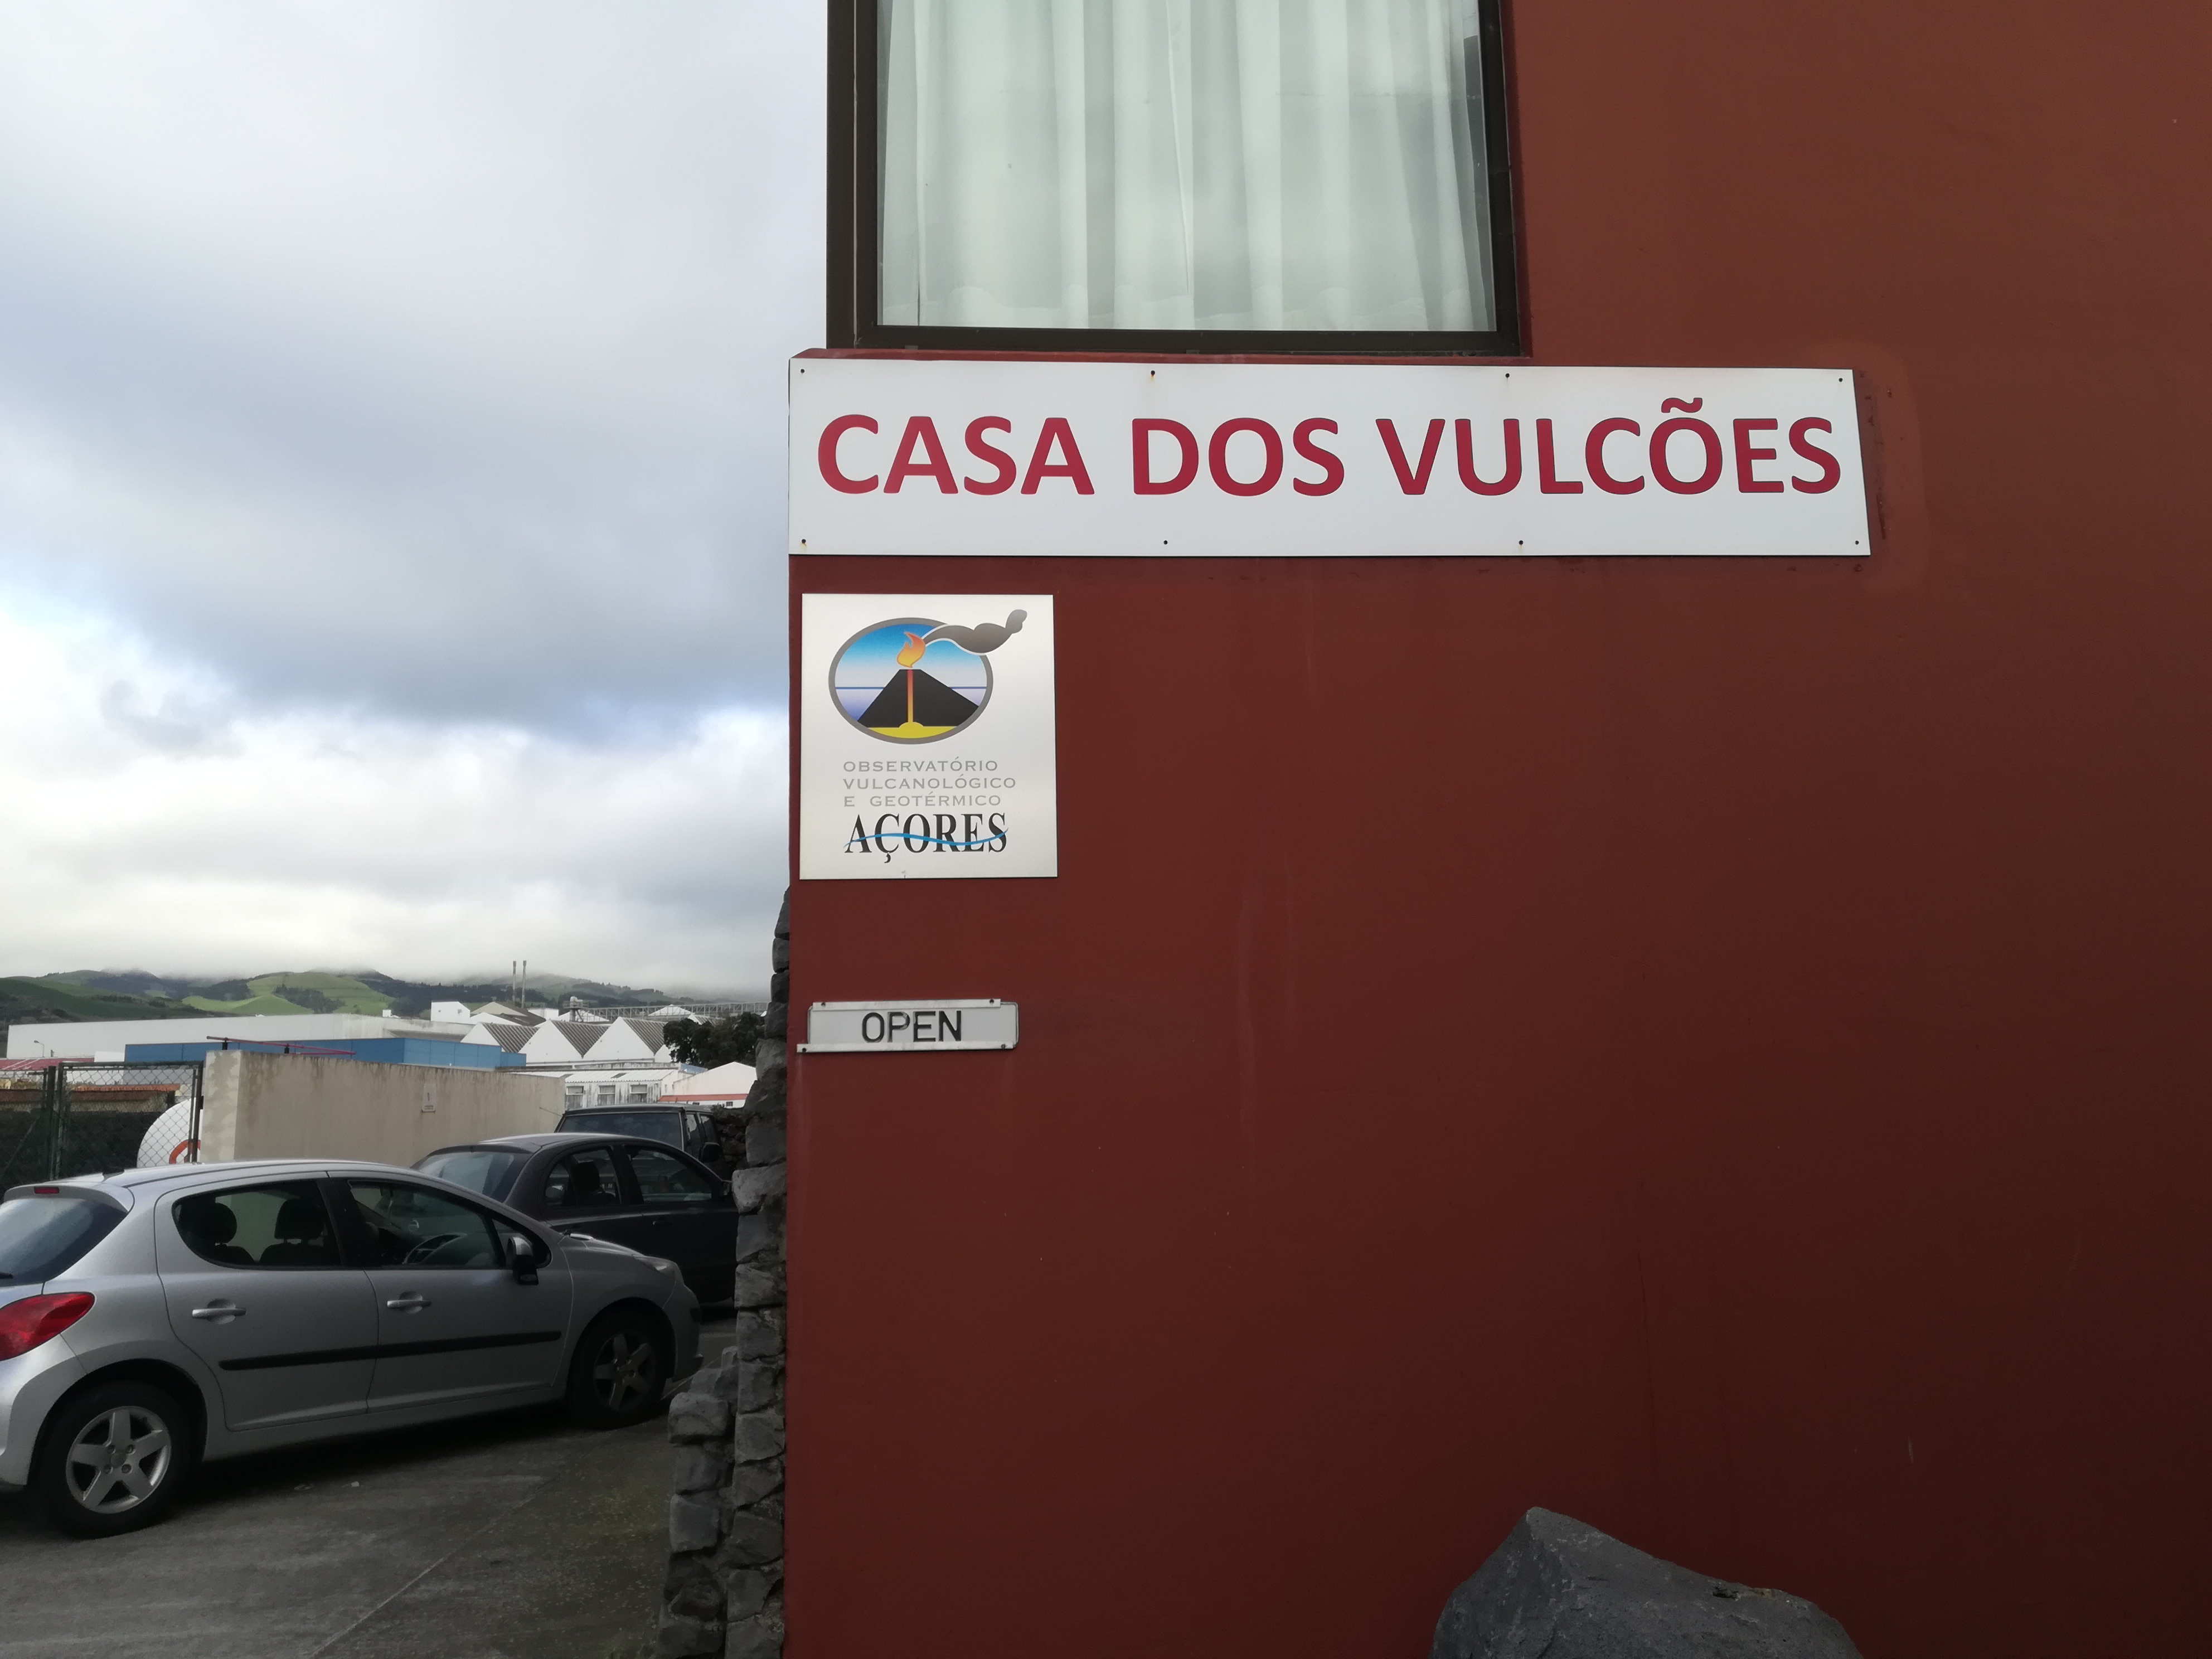 CASA DOS VULCÕES
OBSERVATÓRIO
VULCANOLÓGICO
E GEOTÉRMICO
AÇORES
OPEN